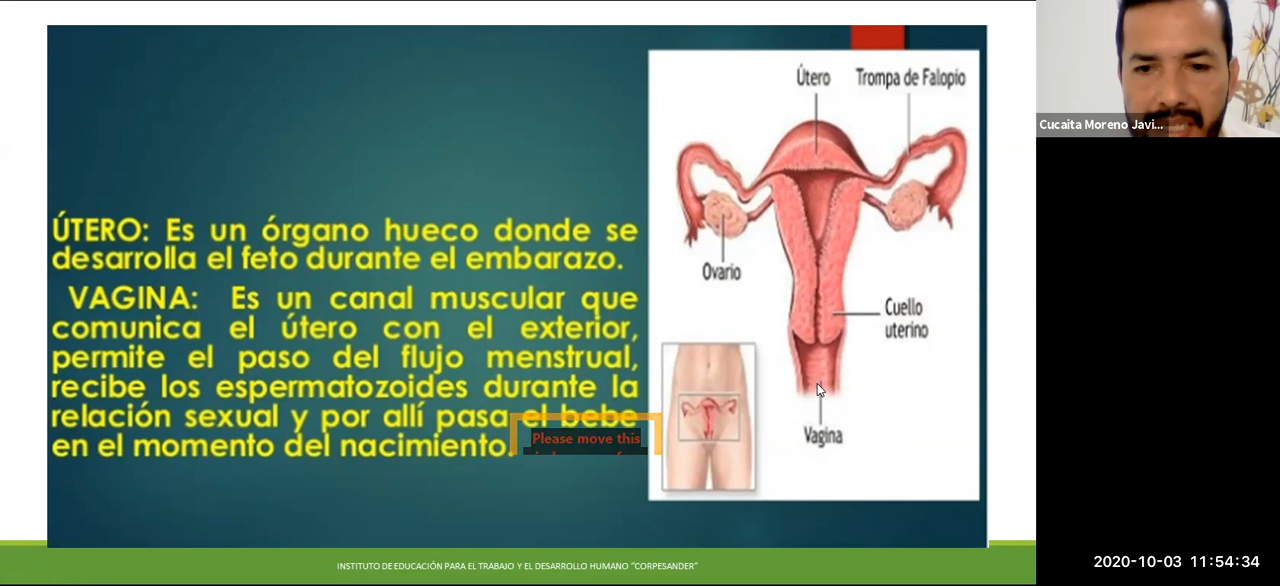 ÚTERO: Es un órgano hueco donde se
desarrolla el feto durante el embarazo.
VAGINA: Es un canal muscular que
comunica el útero con el exterior,
permite el paso del flujo menstrual,
recibe los espermatozoides durante la
relación sexual y por allí pasa el bebe
en el momento del nacimiento.
Please move this
Útero
Trompa de Falopio
Ovario
Cuello
uterino
Vagina
INSTITUTO DE EDUCACIÓN PARA EL TRABAJO Y EL DESARROLLO HUMANO “CORPESANDER”
Cucaita Moreno Javi...
2020-10-03 11:54:34